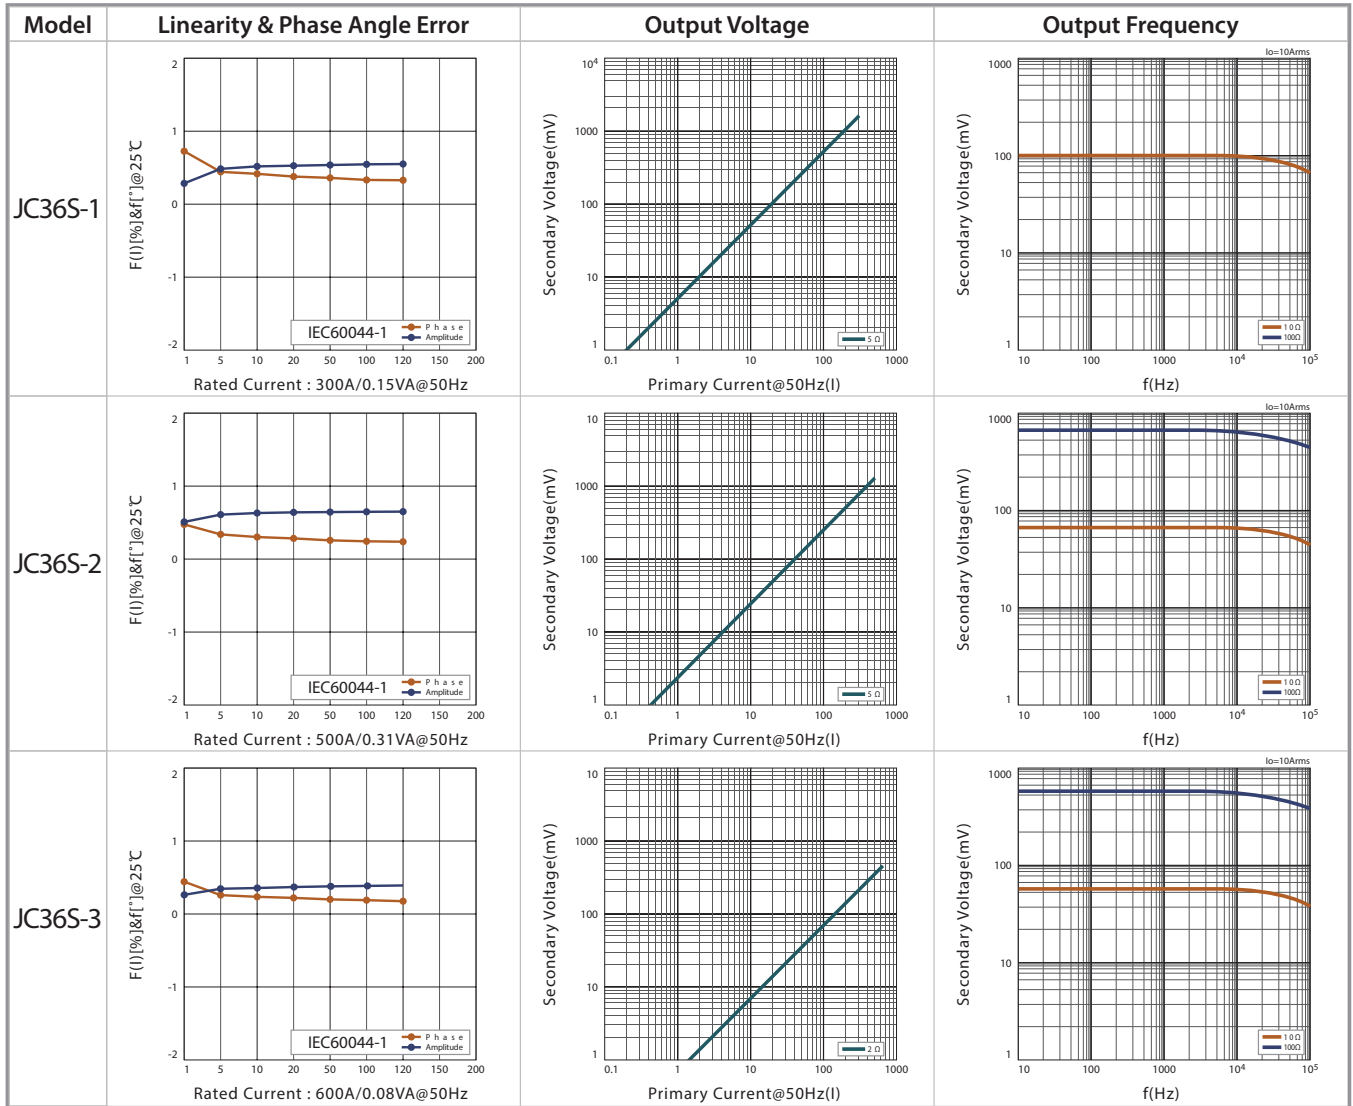 Model Linearity & Phase Angle Error Output Voltage Output Frequency
JC36S-1
F(I)[%]&f[°]@25℃
2
1
0
-1
-2
IEC60044-1
Phase
Amplitude
1 5 10 20 50 100 120 150 200
Rated Current : 300A/0.15VA@50Hz
Secondary Voltage(mV)
10⁴
1000
100
10
1
5 Ω
0.1 1 10 100 1000
Primary Current@50Hz(I)
Io=10Arms
Secondary Voltage(mV)
1000
100
10
1
10Ω
100Ω
10 100 1000 10⁴ 10⁵
f(Hz)
JC36S-2
F(I)[%]&f[°]@25℃
2
1
0
-1
-2
IEC60044-1
Phase
Amplitude
1 5 10 20 50 100 120 150 200
Rated Current : 500A/0.31VA@50Hz
Secondary Voltage(mV)
10
1000
100
10
1
5 Ω
0.1 1 10 100 1000
Primary Current@50Hz(I)
Io=10Arms
Secondary Voltage(mV)
1000
100
10
1
10Ω
100Ω
10 100 1000 10⁴ 10⁵
f(Hz)
JC36S-3
F(I)[%]&f[°]@25℃
2
1
0
-1
-2
IEC60044-1
Phase
Amplitude
1 5 10 20 50 100 120 150 200
Rated Current : 600A/0.08VA@50Hz
Secondary Voltage(mV)
10
1000
100
10
1
2 Ω
0.1 1 10 100 1000
Primary Current@50Hz(I)
Io=10Arms
Secondary Voltage(mV)
1000
100
10
1
10Ω
100Ω
10 100 1000 10⁴ 10⁵
f(Hz)